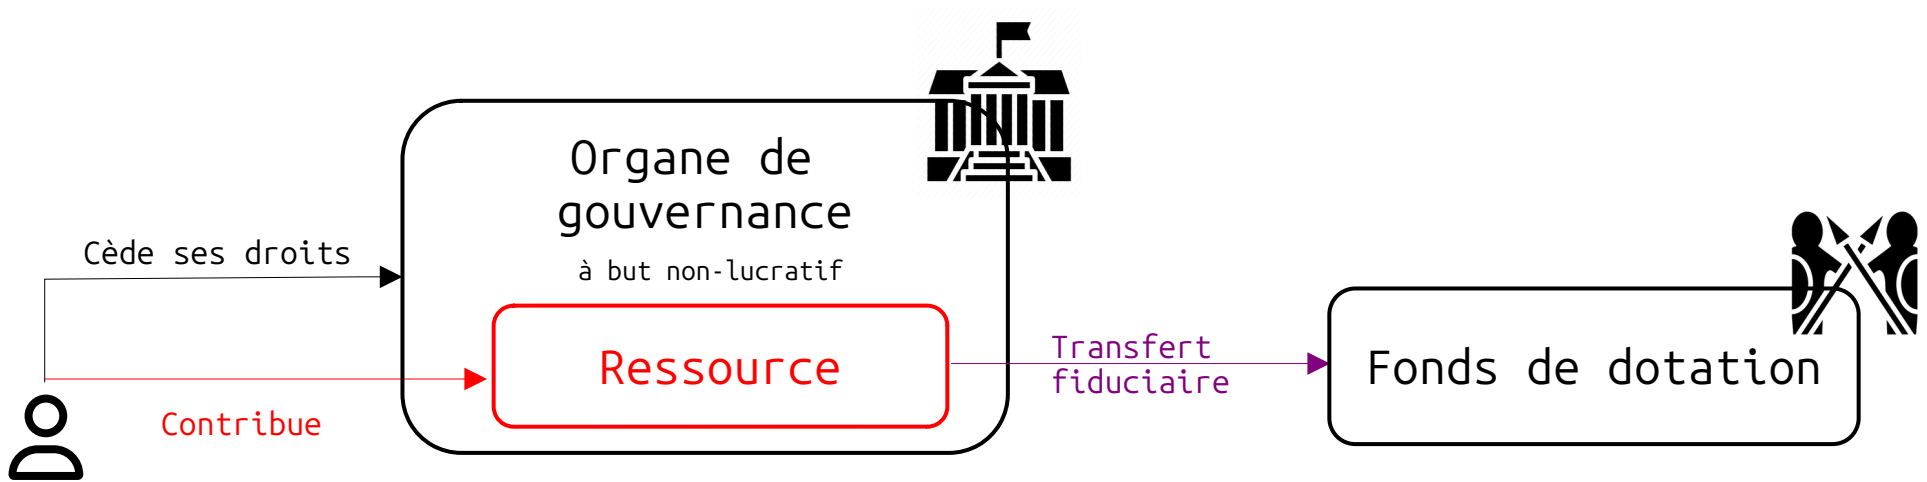 Organe de
gouvernance
à but non-lucratif
Cède ses droits
Ressource
Contribue
Transfert
fiduciaire
Fonds de dotation